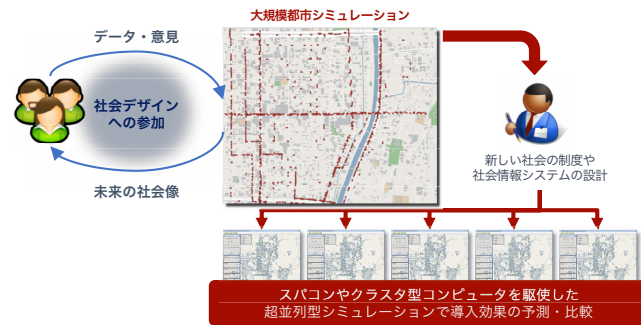 大規模都市シミュレーション
データ・意見
社会デザイン
への参加
未来の社会像
新しい社会の制度や
社会情報システムの設計
スパコンやクラスタ型コンピュータを駆使した
超並列型シミュレーションで導入効果の予測・比較